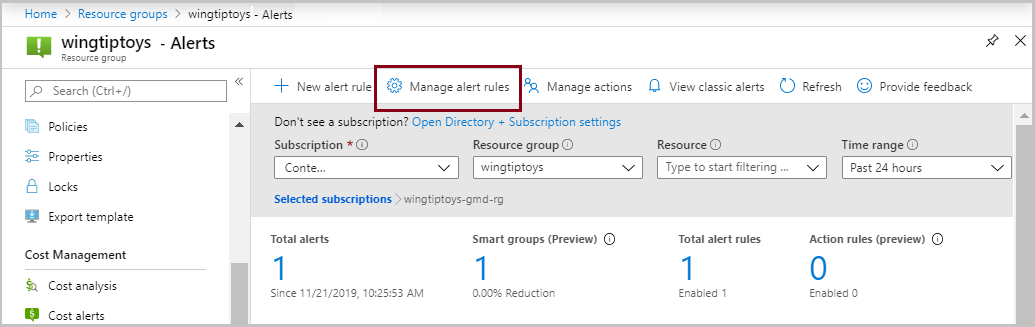 Home > Resource groups > wingtiptoys - Alerts
wingtiptoys - Alerts
Resource group
Search (Ctrl+/)
Policies
Properties
Locks
Export template
Cost Management
Cost analysis
Cost alerts
New alert rule Manage alert rules Manage actions View classic alerts Refresh Provide feedback
Don't see a subscription? Open Directory + Subscription settings
Subscription * Resource group Resource Time range
Conte... wingtiptoys Type to start filtering ... Past 24 hours
Selected subscriptions > wingtiptoys-gmd-rg
Total alerts Smart groups (Preview) Total alert rules Action rules (preview)
1 1 1 0
Since 11/21/2019, 10:25:53 AM 0.00% Reduction Enabled 1 Enabled 0